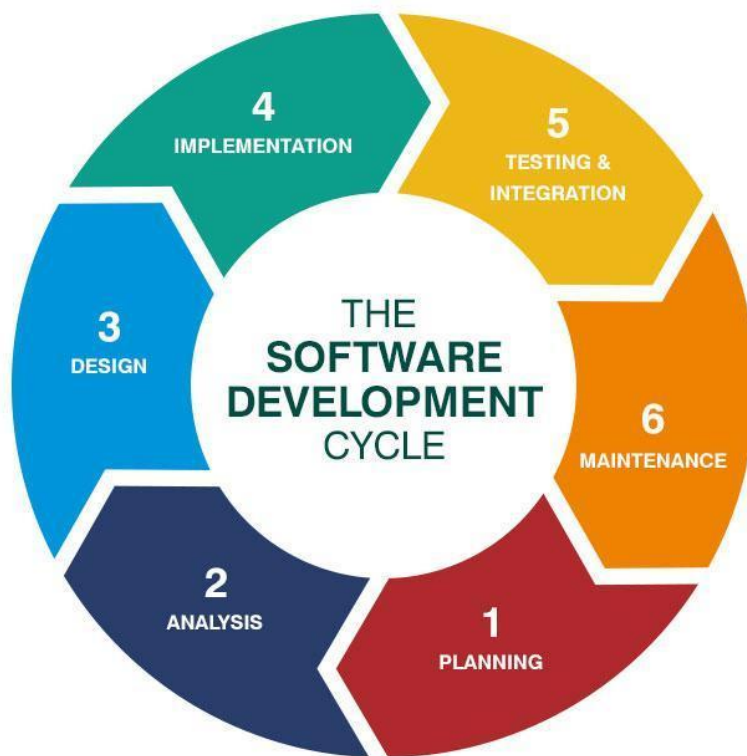 THE
SOFTWARE
DEVELOPMENT
CYCLE
1
PLANNING
2
ANALYSIS
3
DESIGN
4
IMPLEMENTATION
5
TESTING &
INTEGRATION
6
MAINTENANCE